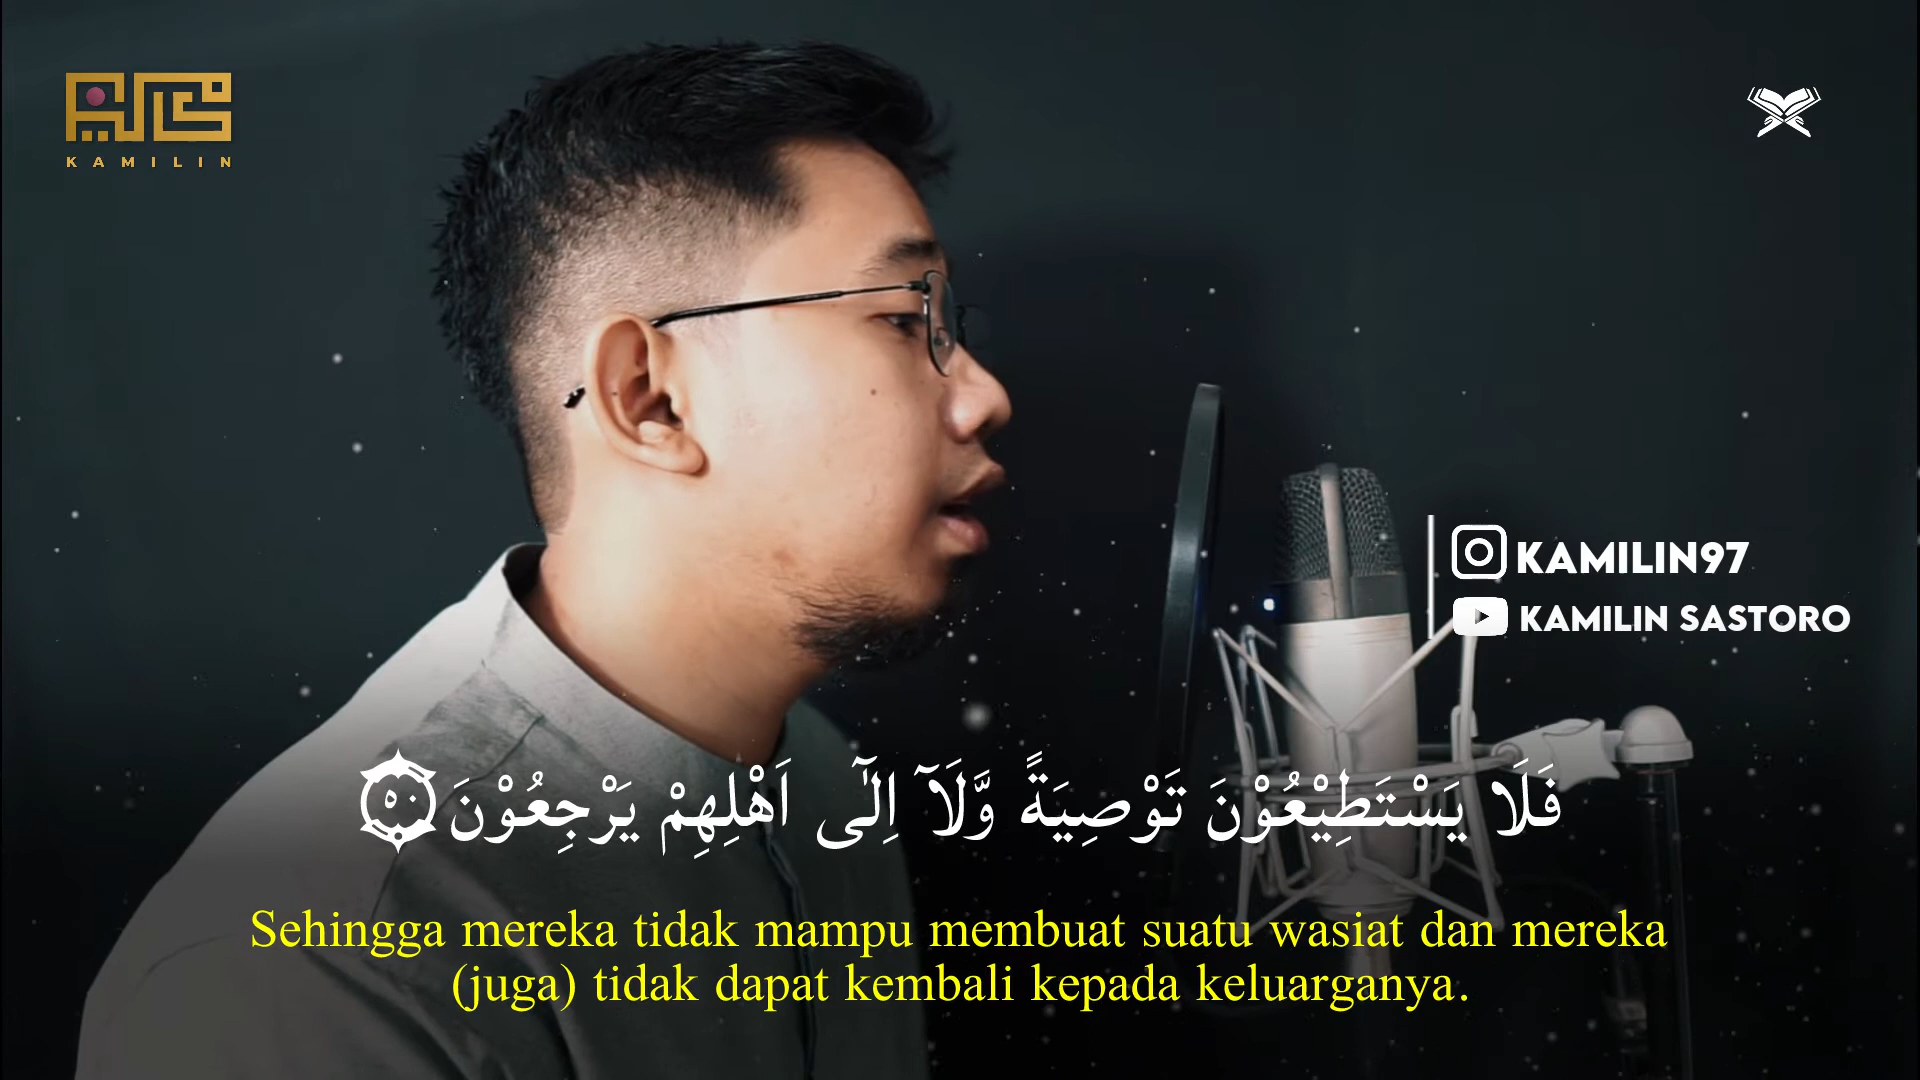 KAMILIN
KAMILIN97
KAMILIN SASTORO
فَلَا يَسْتَطِيْعُوْنَ تَوْصِيَةً وَّلَآ اِلٰٓى اَهْلِهِمْ يَرْجِعُوْنَ ۝٥٠
Sehingga mereka tidak mampu membuat suatu wasiat dan mereka
(juga) tidak dapat kembali kepada keluarganya.